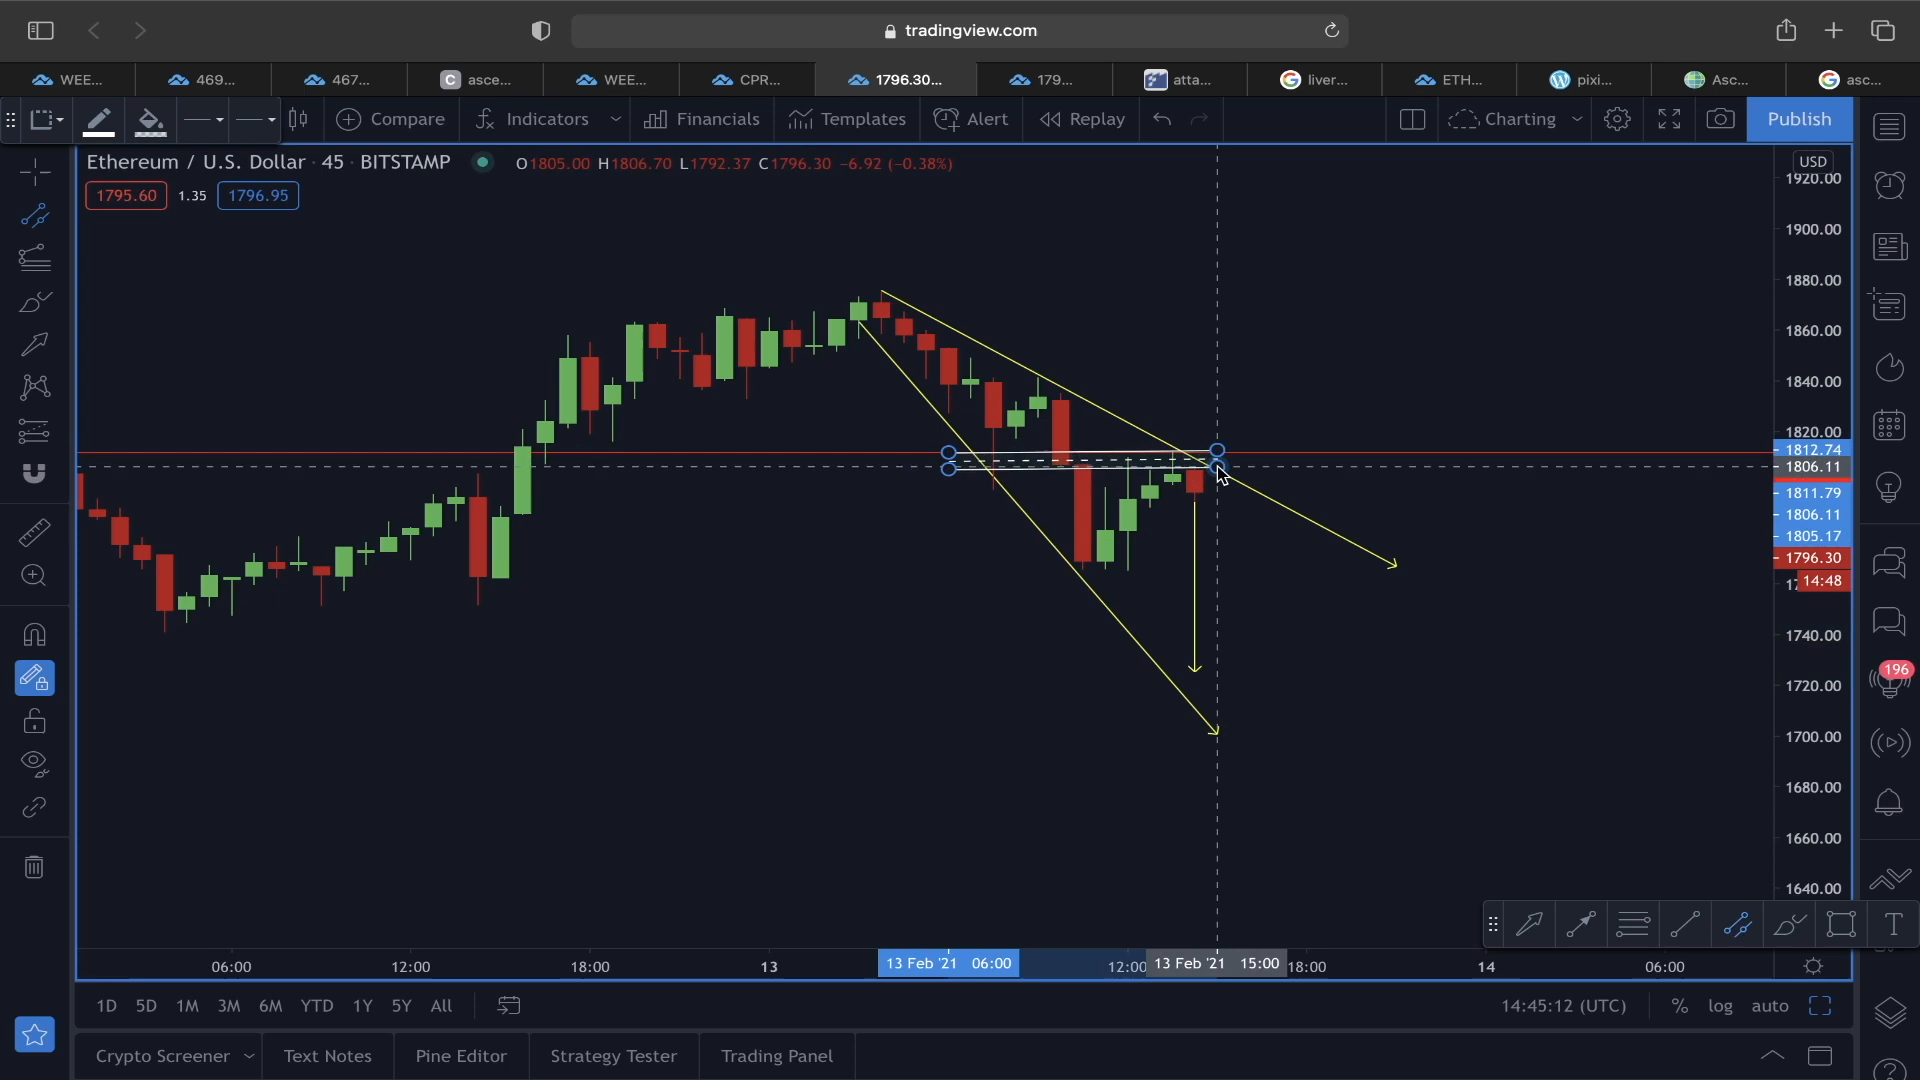 tradingview.com
WEE...
469...
467...
asce...
WEE...
CPR...
1796.30...
179...
atta...
liver...
ETH...
pixi...
Asc...
asc...
Compare
Indicators
Financials
Templates
Alert
Replay
Charting
Publish
Ethereum / U.S. Dollar · 45 · BITSTAMP
O1805.00 H1806.70 L1792.37 C1796.30 −6.92 (−0.38%)
1795.60 1.35 1796.95
USD
1920.00
1900.00
1880.00
1860.00
1840.00
1820.00
1812.74
1806.11
1811.79
1806.11
1805.17
1796.30
14:48
1740.00
196
1720.00
1700.00
1680.00
1660.00
1640.00
T
06:00 12:00 18:00 13 13 Feb '21 06:00 12:00 13 Feb '21 15:00 18:00 14 06:00
1D 5D 1M 3M 6M YTD 1Y 5Y All
14:45:12 (UTC) % log auto
Crypto Screener Text Notes Pine Editor Strategy Tester Trading Panel